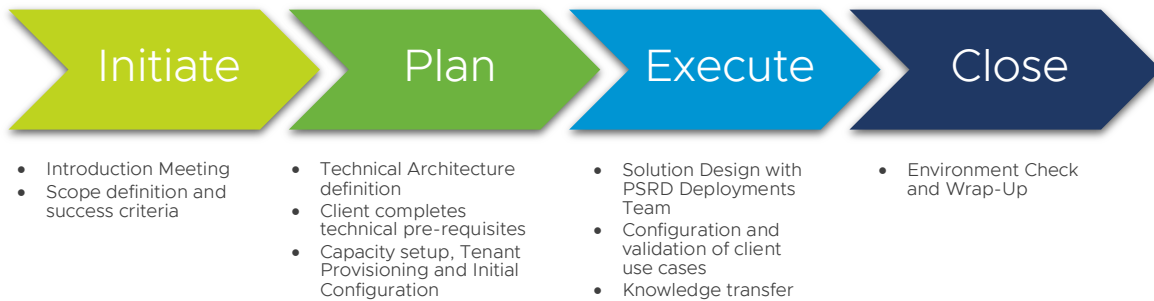 Initiate
Plan
Execute
Close
• Introduction Meeting
• Scope definition and
success criteria
• Technical Architecture
definition
• Client completes
technical pre-requisites
• Capacity setup, Tenant
Provisioning and Initial
Configuration
• Solution Design with
PSRD Deployments
Team
• Configuration and
validation of client
use cases
• Knowledge transfer
• Environment Check
and Wrap-Up